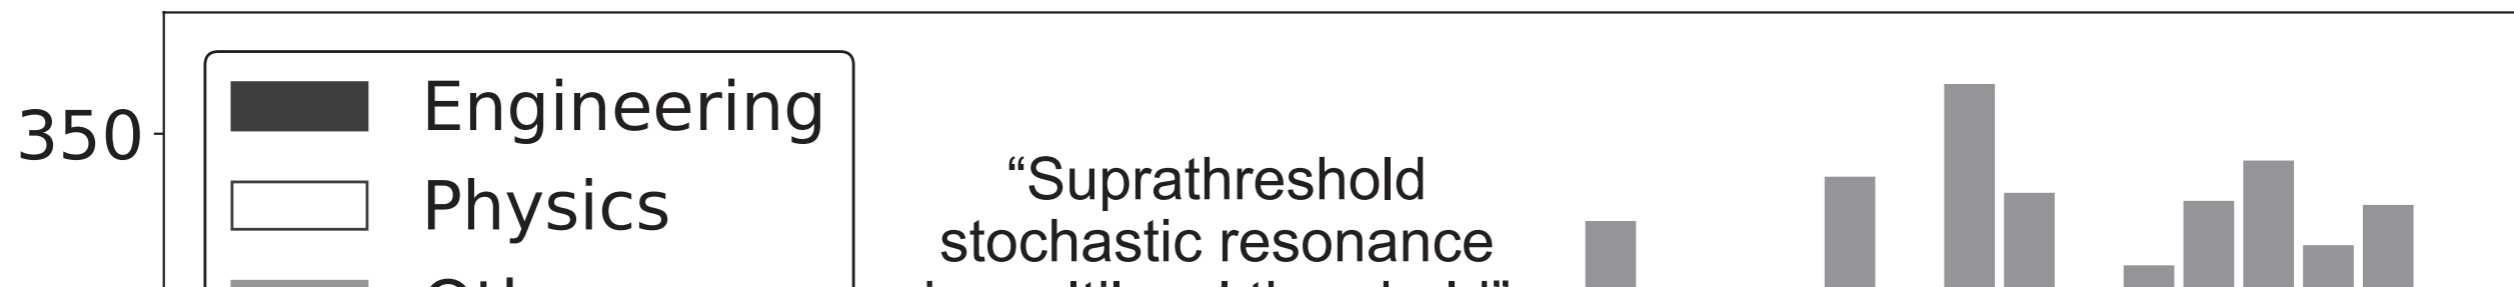 350
Engineering
Physics
“Suprathreshold
stochastic resonance